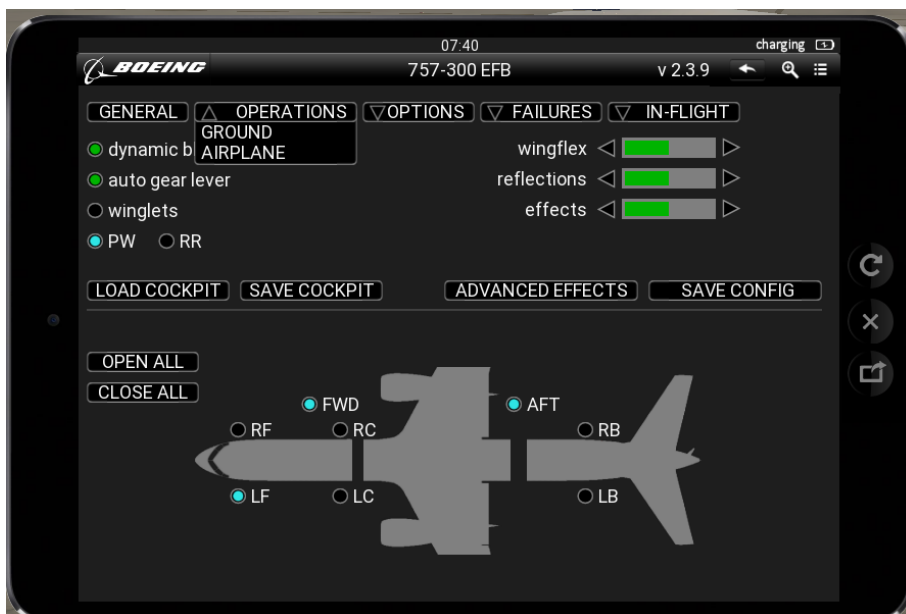 07:40 charging
BOEING 757-300 EFB v 2.3.9
GENERAL OPERATIONS OPTIONS FAILURES IN-FLIGHT
GROUND
AIRPLANE
dynamic b
wingflex
auto gear lever
reflections
winglets
effects
PW RR
LOAD COCKPIT SAVE COCKPIT ADVANCED EFFECTS SAVE CONFIG
OPEN ALL
CLOSE ALL
FWD AFT
RF RC RB
LF LC LB